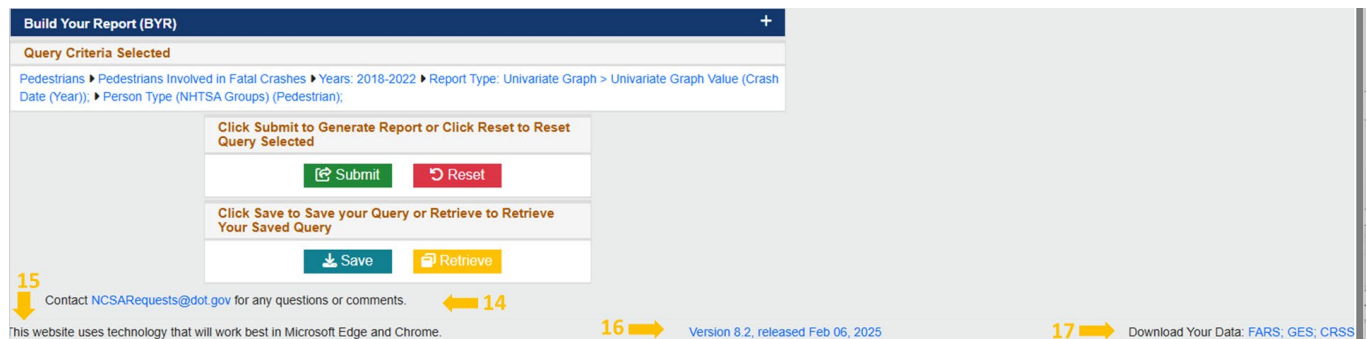 Build Your Report (BYR) +
Query Criteria Selected
Pedestrians ▶ Pedestrians Involved in Fatal Crashes ▶ Years: 2018-2022 ▶ Report Type: Univariate Graph > Univariate Graph Value (Crash
Date (Year)); ▶ Person Type (NHTSA Groups) (Pedestrian);
Click Submit to Generate Report or Click Reset to Reset
Query Selected
Submit Reset
Click Save to Save your Query or Retrieve to Retrieve
Your Saved Query
Save Retrieve
15
Contact NCSARequests@dot.gov for any questions or comments. 14
This website uses technology that will work best in Microsoft Edge and Chrome. 16 Version 8.2, released Feb 06, 2025 17 Download Your Data: FARS; GES; CRSS